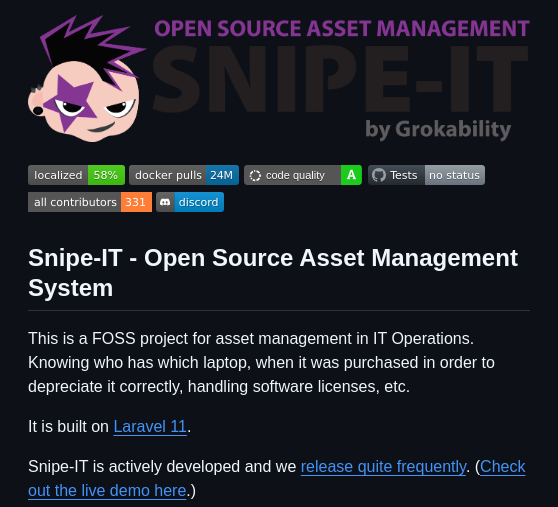 OPEN SOURCE ASSET MANAGEMENT
SNIPE-IT
by Grokability
localized 58% docker pulls 24M code quality A Tests no status
all contributors 331 discord
Snipe-IT - Open Source Asset Management
System
This is a FOSS project for asset management in IT Operations.
Knowing who has which laptop, when it was purchased in order to
depreciate it correctly, handling software licenses, etc.
It is built on Laravel 11.
Snipe-IT is actively developed and we release quite frequently. (Check
out the live demo here.)